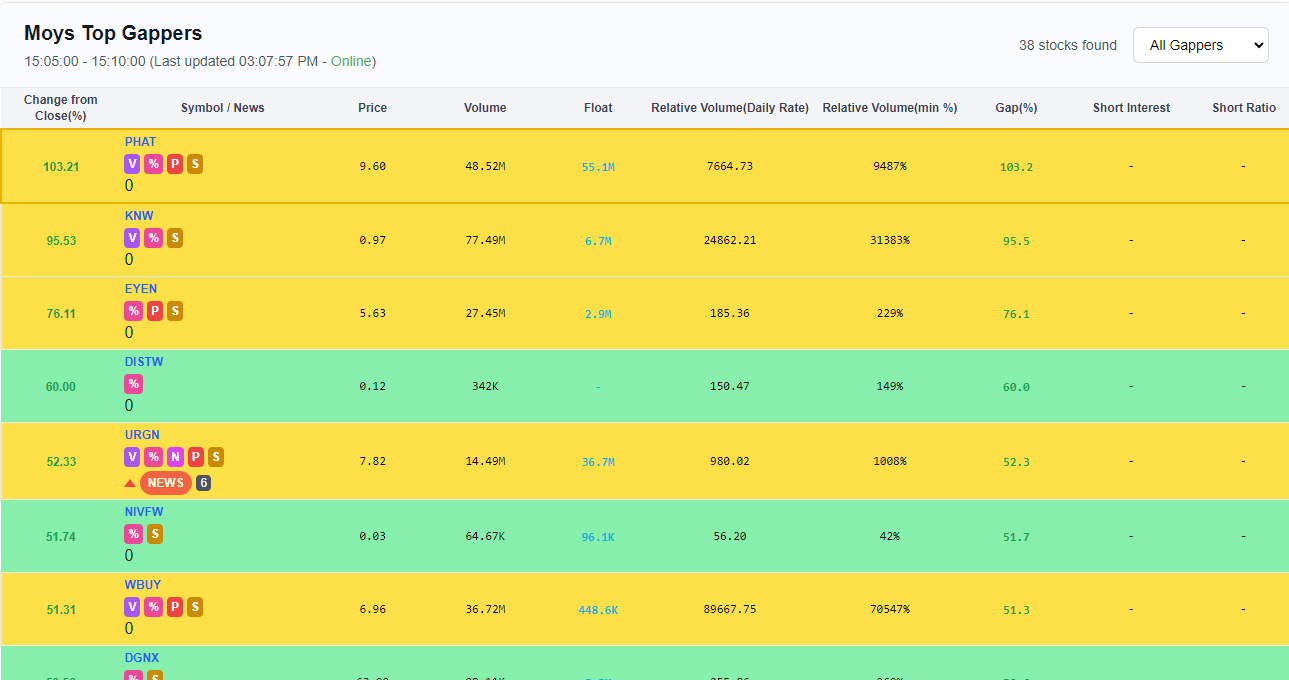 Moys Top Gappers
15:05:00 - 15:10:00 (Last updated 03:07:57 PM - Online)
38 stocks found
All Gappers
Change from Close(%) Symbol / News Price Volume Float Relative Volume(Daily Rate) Relative Volume(min %) Gap(%) Short Interest Short Ratio
PHAT
V % P S
0
103.21 9.60 48.52M 55.1M 7664.73 9487% 103.2 - -
KNW
V % S
0
95.53 0.97 77.49M 6.7M 24862.21 31383% 95.5 - -
EYEN
% P S
0
76.11 5.63 27.45M 2.9M 185.36 229% 76.1 - -
DISTW
%
0
60.00 0.12 342K - 150.47 149% 60.0 - -
URGN
V % N P S
NEWS 6
52.33 7.82 14.49M 36.7M 980.02 1008% 52.3 - -
NIVFW
% S
0
51.74 0.03 64.67K 96.1K 56.20 42% 51.7 - -
WBUY
V % P S
0
51.31 6.96 36.72M 448.6K 89667.75 70547% 51.3 - -
DGNX
% S